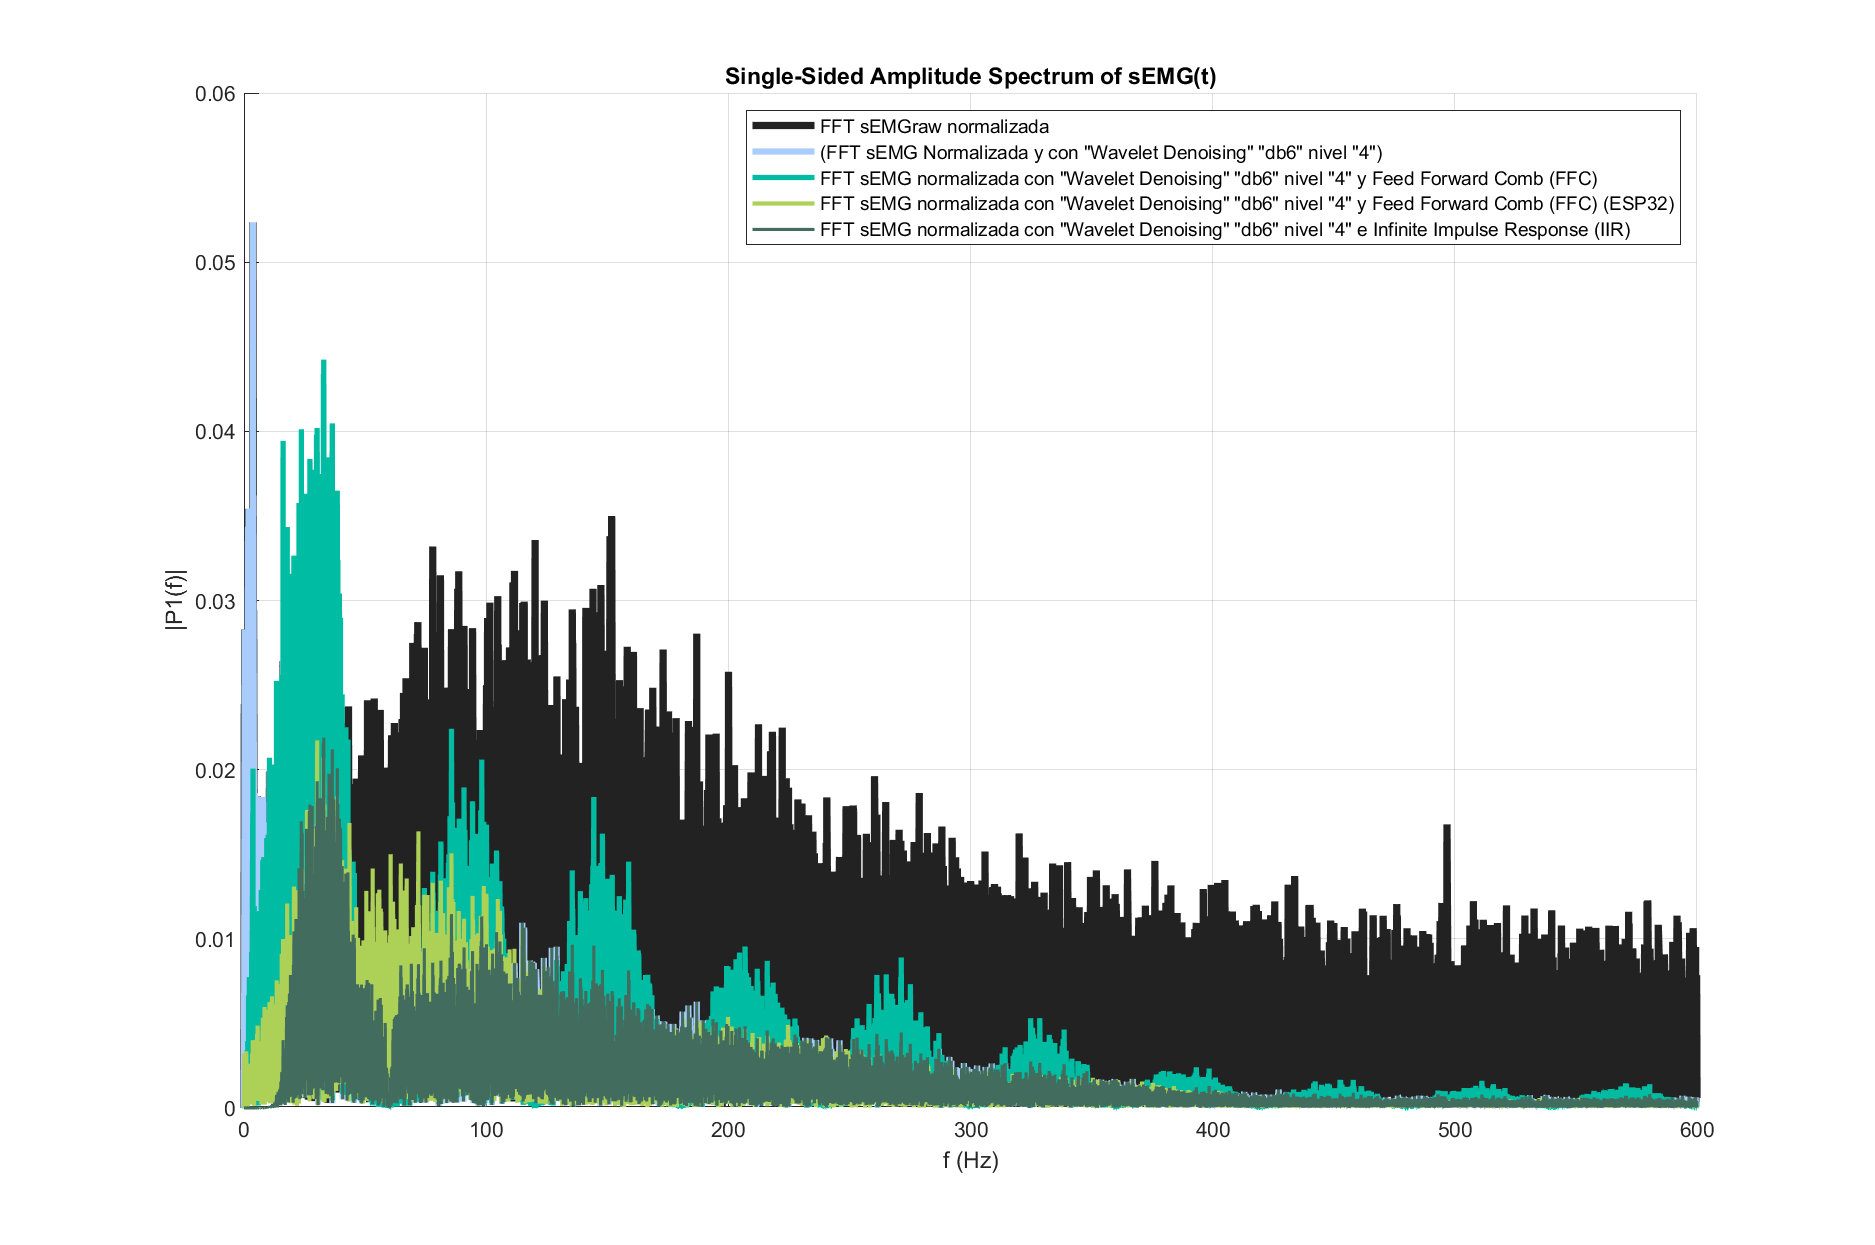 Single-Sided Amplitude Spectrum of sEMG(t)
FFT sEMGraw normalizada
(FFT sEMG Normalizada y con "Wavelet Denoising" "db6" nivel "4")
FFT sEMG normalizada con "Wavelet Denoising" "db6" nivel "4" y Feed Forward Comb (FFC)
FFT sEMG normalizada con "Wavelet Denoising" "db6" nivel "4" y Feed Forward Comb (FFC) (ESP32)
FFT sEMG normalizada con "Wavelet Denoising" "db6" nivel "4" e Infinite Impulse Response (IIR)
|P1(f)|
0.06
0.05
0.04
0.03
0.02
0.01
0
0 100 200 300 400 500 600
f (Hz)